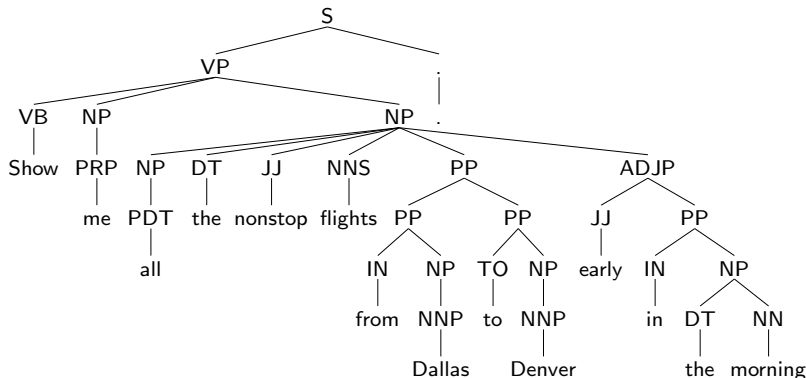 S
VP .
VB NP NP .
Show PRP NP DT JJ NNS PP ADJP
me PDT the nonstop flights PP PP JJ PP
all IN NP TO NP early IN NP
from NNP to NNP in DT NN
Dallas Denver the morning